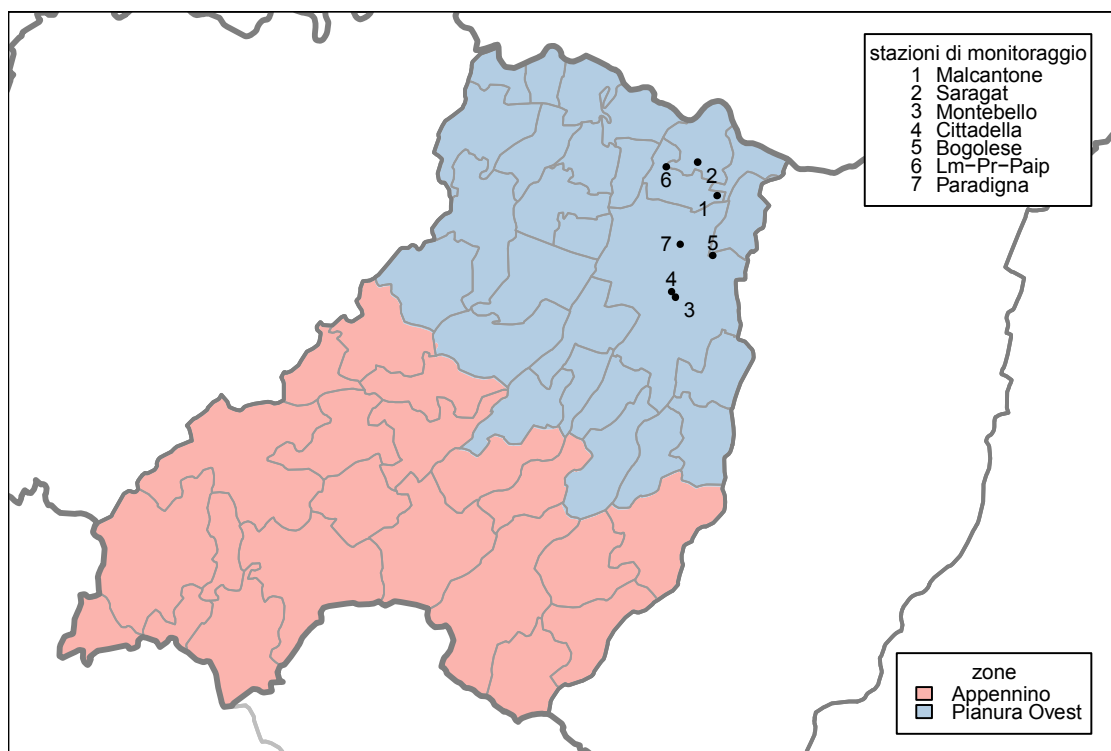 stazioni di monitoraggio
1 Malcantone
2 Saragat
3 Montebello
4 Cittadella
5 Bogolese
6 Lm−Pr−Paip
7 Paradigna
2
6
1
7
5
4
3
zone
Appennino
Pianura Ovest